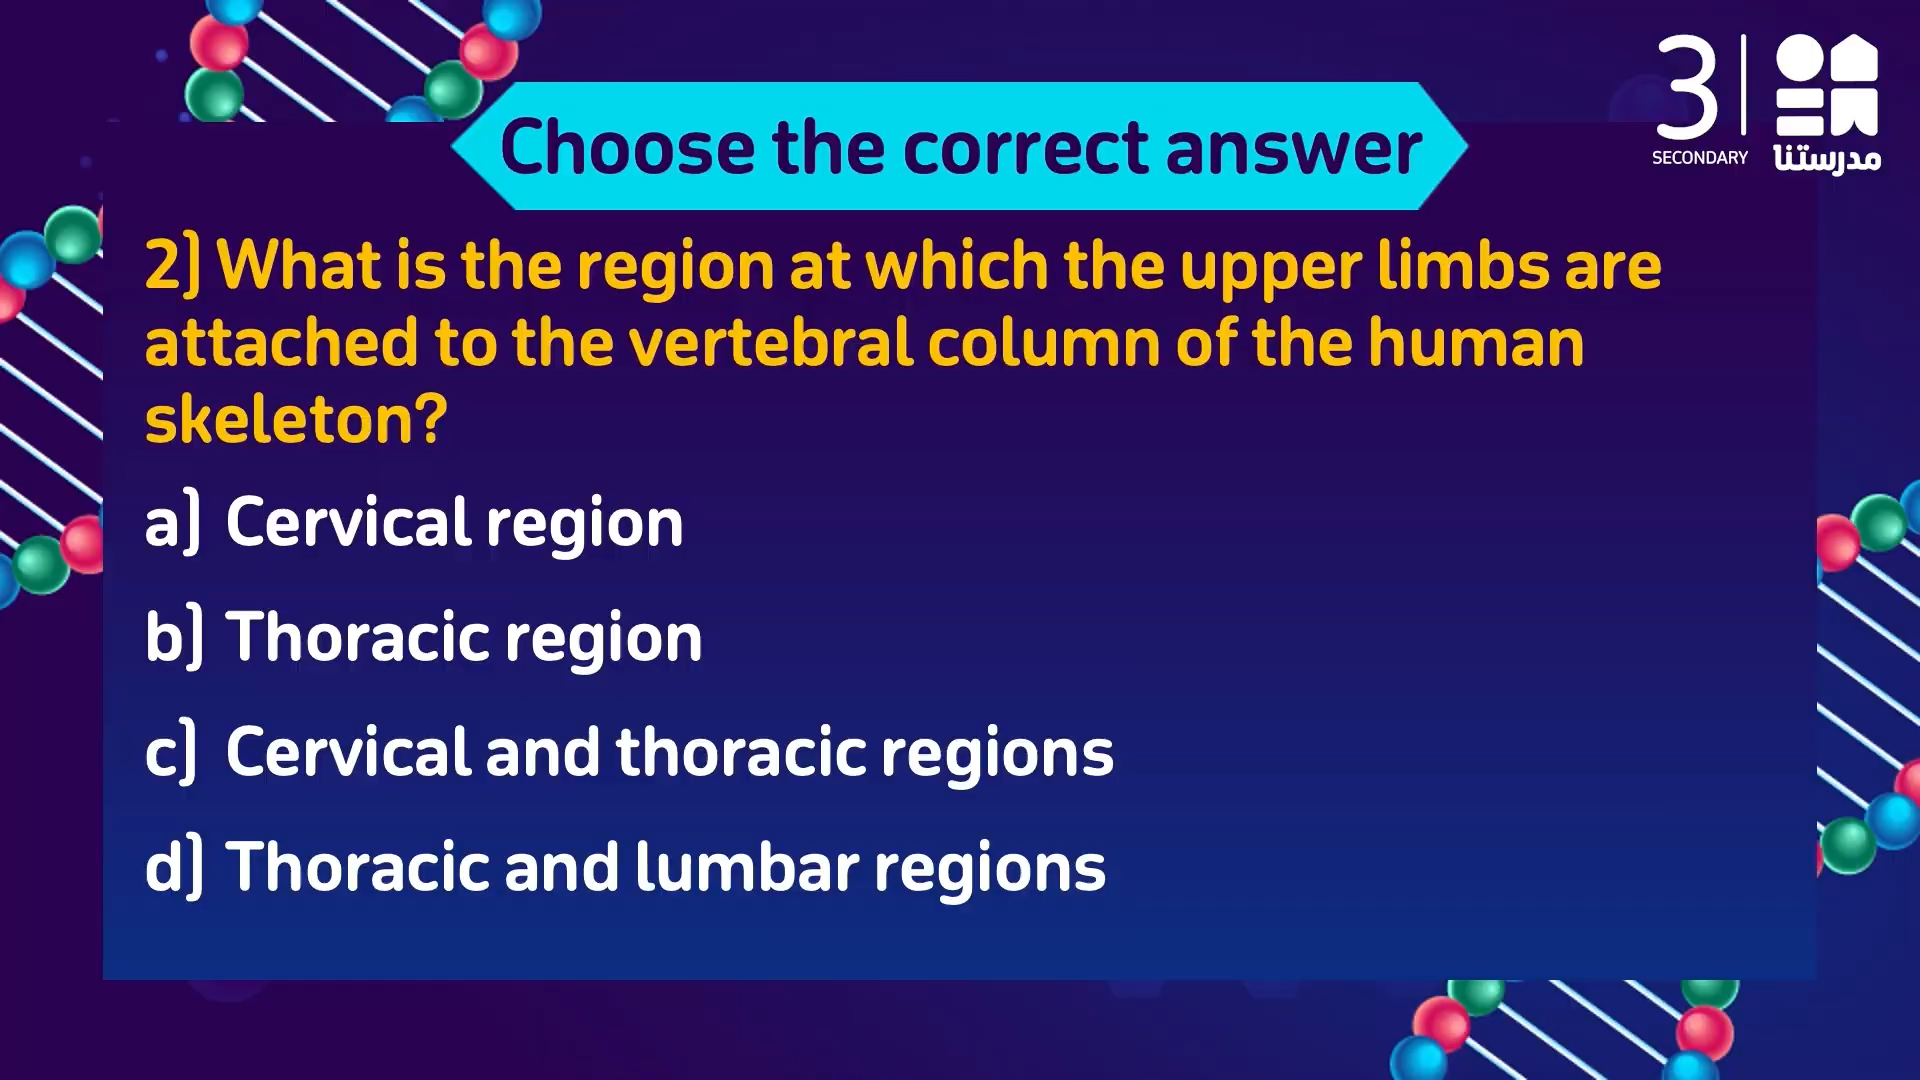 Choose the correct answer
3
SECONDARY
مدرستنا
2) What is the region at which the upper limbs are
attached to the vertebral column of the human
skeleton?
a) Cervical region
b) Thoracic region
c) Cervical and thoracic regions
d) Thoracic and lumbar regions